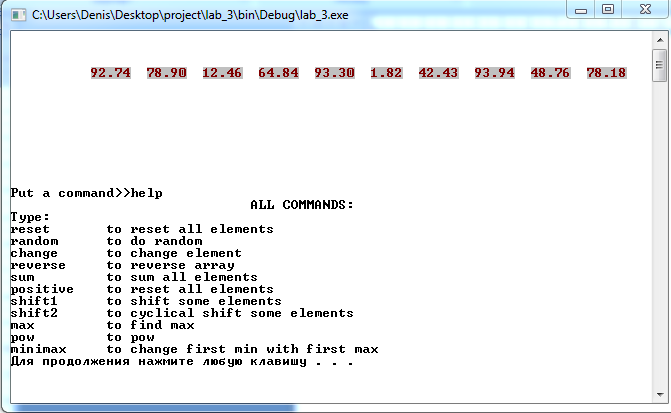 C:\Users\Denis\Desktop\project\lab_3\bin\Debug\lab_3.exe
92.74 78.90 12.46 64.84 93.30 1.82 42.43 93.94 48.76 78.18
Put a command>>help
ALL COMMANDS:
Type:
reset to reset all elements
random to do random
change to change element
reverse to reverse array
sum to sum all elements
positive to reset all elements
shift1 to shift some elements
shift2 to cyclical shift some elements
max to find max
pow to pow
minimax to change first min with first max
Для продолжения нажмите любую клавишу . . .